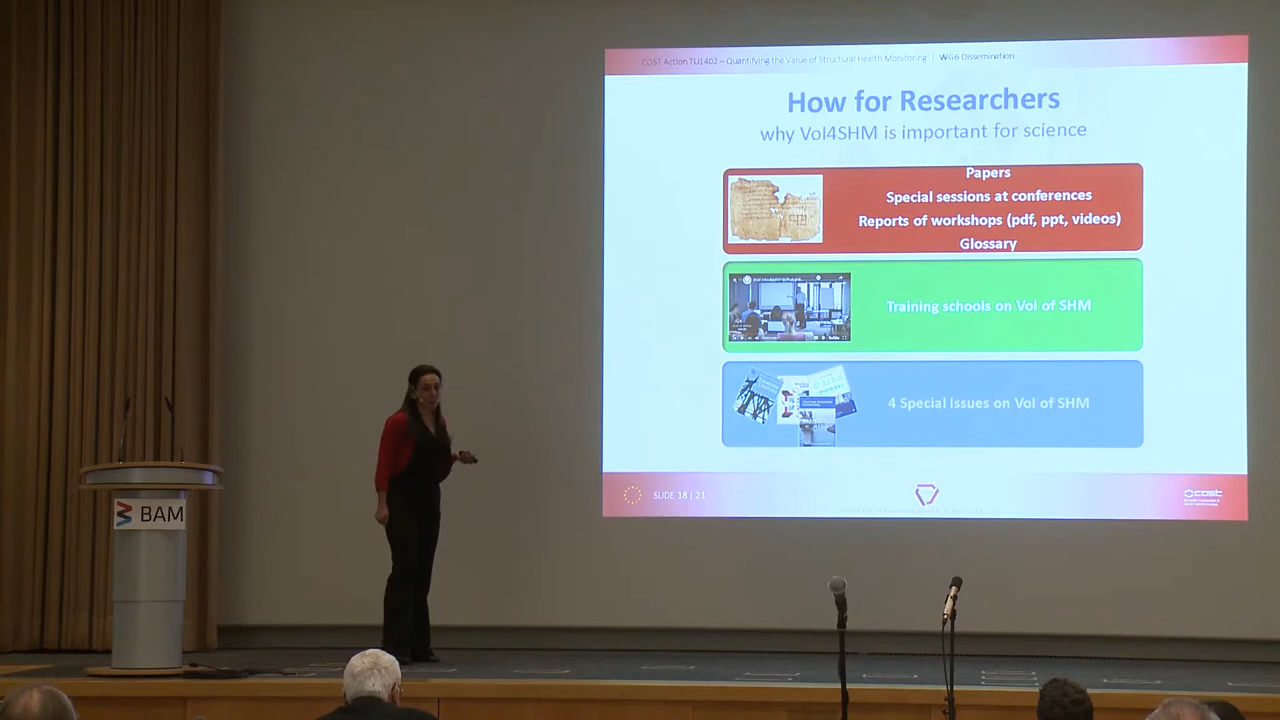 COST Action TU1402 – Quantifying the Value of Structural Health Monitoring | WG6 Dissemination
How for Researchers
why VoI4SHM is important for science
Papers
Special sessions at conferences
Reports of workshops (pdf, ppt, videos)
Glossary
Training schools on VoI of SHM
4 Special Issues on VoI of SHM
SLIDE 18 | 21
cost
BAM